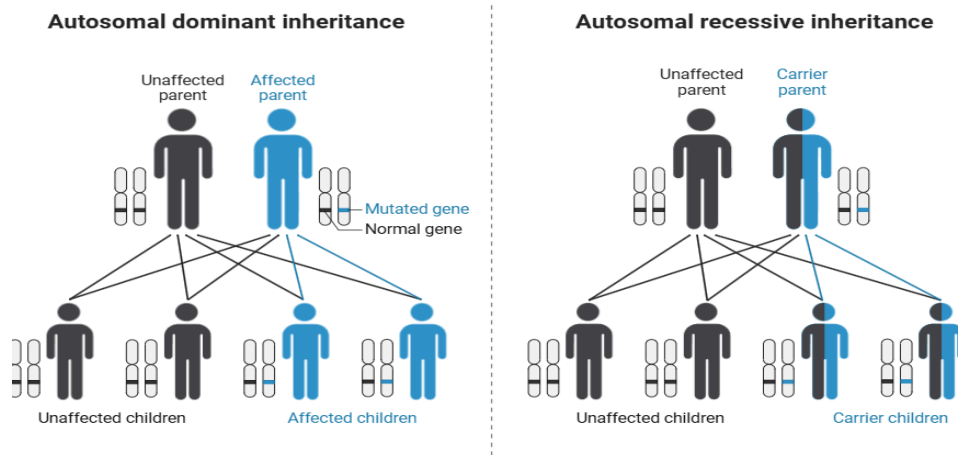 Autosomal dominant inheritance
Unaffected
parent
Affected
parent
Mutated gene
Normal gene
Unaffected children
Affected children
Autosomal recessive inheritance
Unaffected
parent
Carrier
parent
Unaffected children
Carrier children